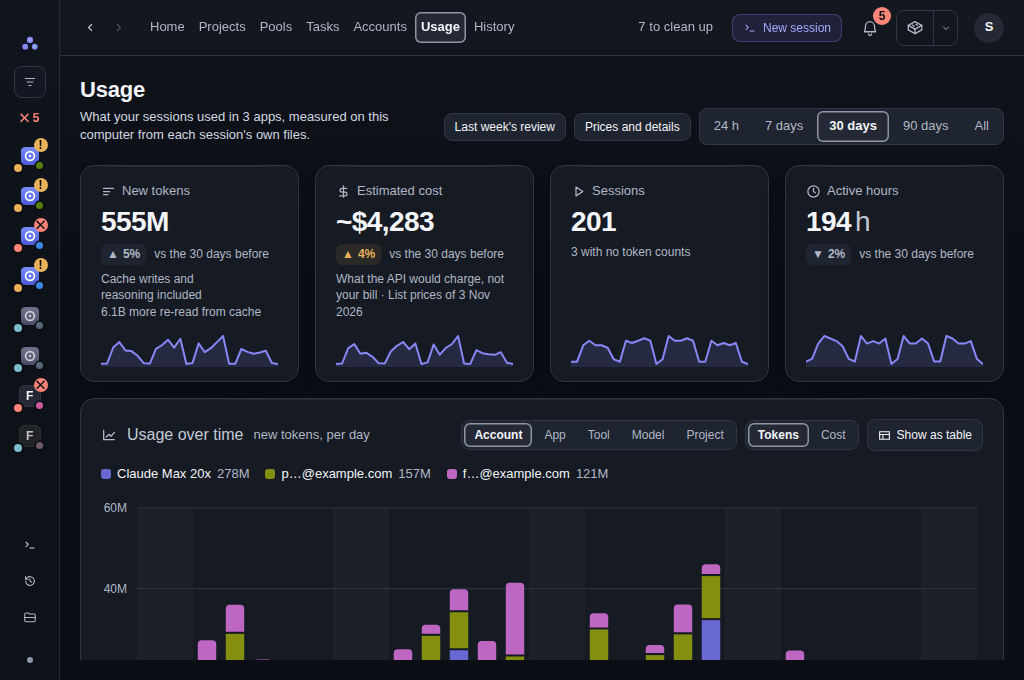 Home Projects Pools Tasks Accounts Usage History
7 to clean up
New session
5
S
5
!
!
!
F
F
Usage
What your sessions used in 3 apps, measured on this
computer from each session's own files.
Last week's review
Prices and details
24 h 7 days 30 days 90 days All
New tokens
555M
▲ 5% vs the 30 days before
Cache writes and
reasoning included
6.1B more re-read from cache
Estimated cost
~$4,283
▲ 4% vs the 30 days before
What the API would charge, not
your bill · List prices of 3 Nov
2026
Sessions
201
3 with no token counts
Active hours
194 h
▼ 2% vs the 30 days before
Usage over time new tokens, per day
Account App Tool Model Project
Tokens Cost
Show as table
Claude Max 20x 278M p…@example.com 157M f…@example.com 121M
60M
40M